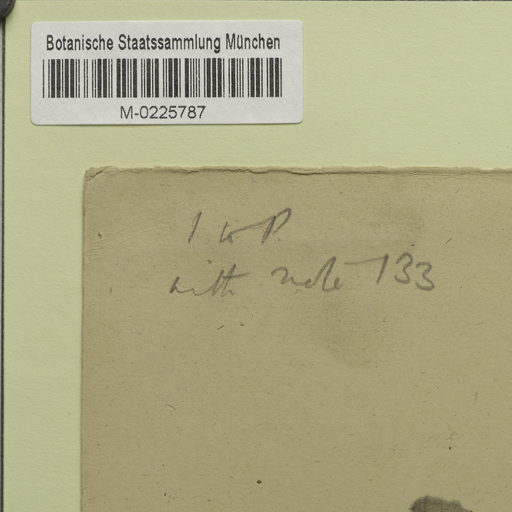 Botanische Staatssammlung München
M-0225787
1 to P.
with note 133